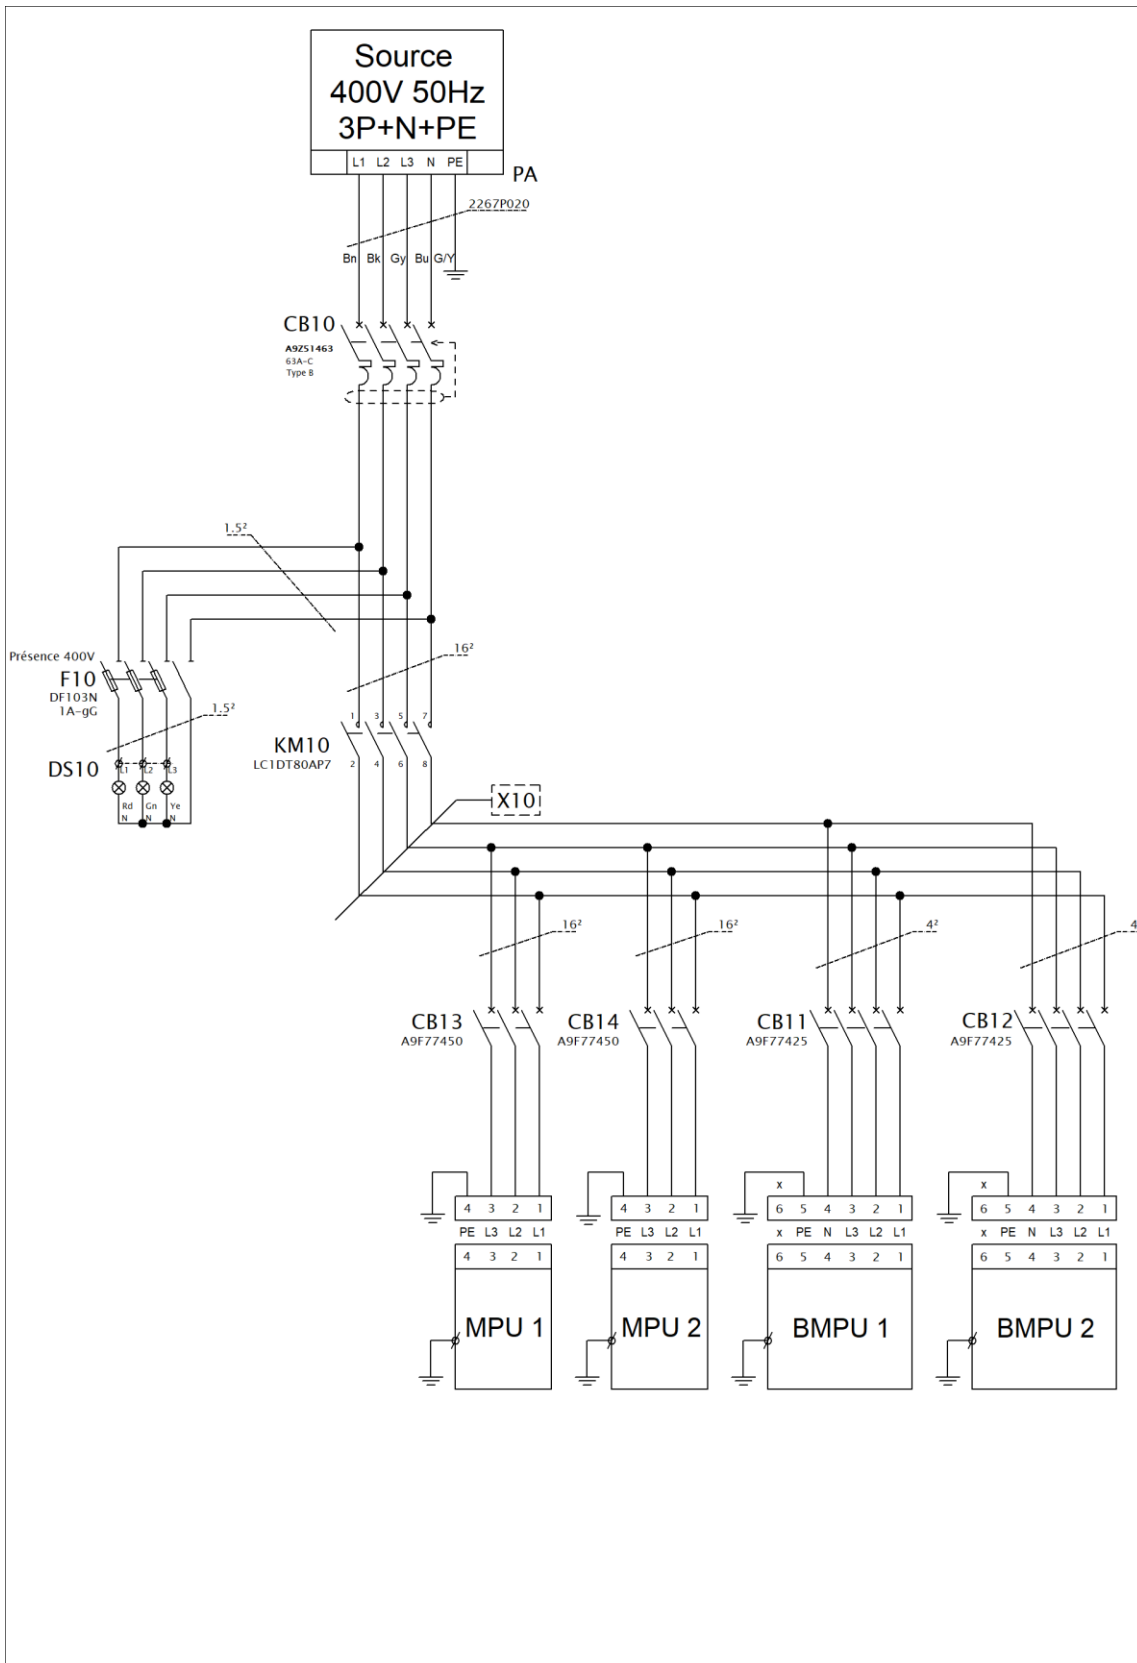 Source
400V 50Hz
3P+N+PE
L1 L2 L3 N PE
PA
2267P020
Bn Bk Gy Bu G/Y
CB10
A9Z51463
63A-C
Type B
1.5²
16²
Présence 400V
F10
DF103N
1A-gG
1.5²
1 3 5 7
KM10
LC1DT80AP7
2 4 6 8
DS10
L1 L2 L3
Rd Gn Ye
N N N
X10
16² 16² 4² 4
CB13
A9F77450
CB14
A9F77450
CB11
A9F77425
CB12
A9F77425
x x
4 3 2 1 4 3 2 1 6 5 4 3 2 1 6 5 4 3 2 1
PE L3 L2 L1 PE L3 L2 L1 x PE N L3 L2 L1 x PE N L3 L2 L1
4 3 2 1 4 3 2 1 6 5 4 3 2 1 6 5 4 3 2 1
MPU 1 MPU 2 BMPU 1 BMPU 2